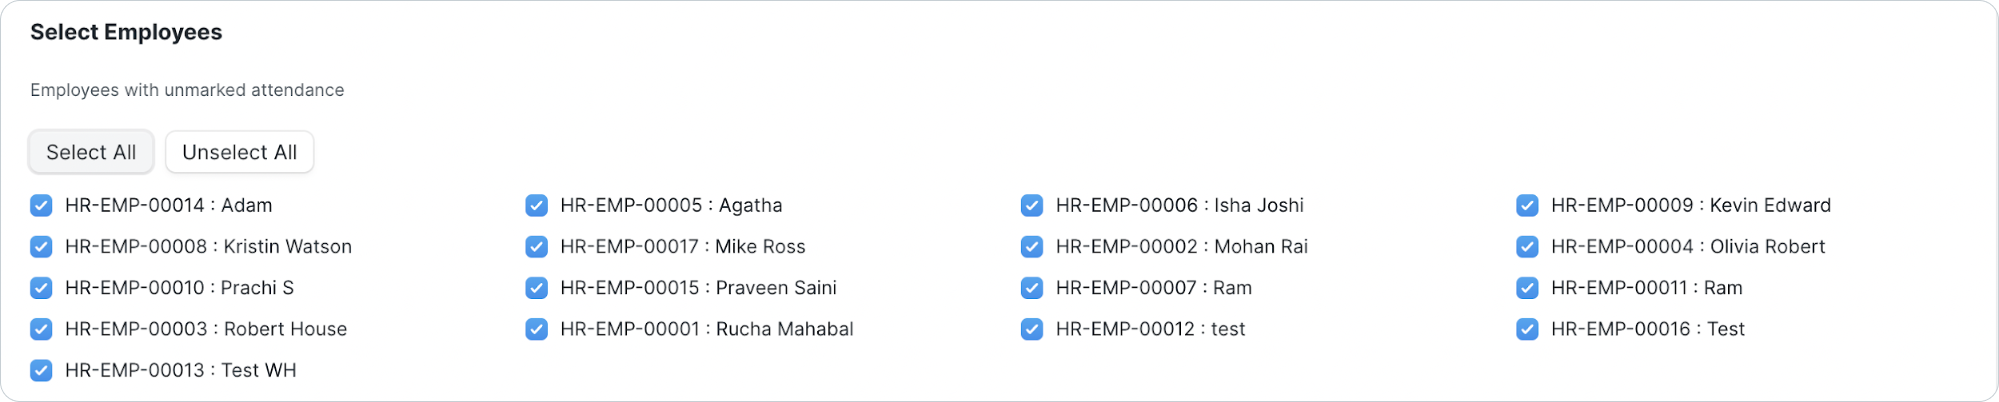 Select Employees
Employees with unmarked attendance
Select All Unselect All
HR-EMP-00014 : Adam HR-EMP-00005 : Agatha HR-EMP-00006 : Isha Joshi HR-EMP-00009 : Kevin Edward
HR-EMP-00008 : Kristin Watson HR-EMP-00017 : Mike Ross HR-EMP-00002 : Mohan Rai HR-EMP-00004 : Olivia Robert
HR-EMP-00010 : Prachi S HR-EMP-00015 : Praveen Saini HR-EMP-00007 : Ram HR-EMP-00011 : Ram
HR-EMP-00003 : Robert House HR-EMP-00001 : Rucha Mahabal HR-EMP-00012 : test HR-EMP-00016 : Test
HR-EMP-00013 : Test WH